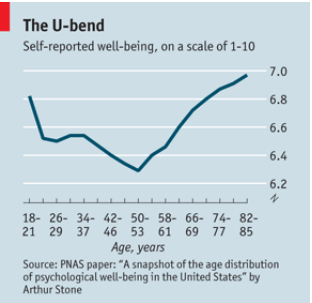 The U-bend
Self-reported well-being, on a scale of 1-10
7.0
6.8
6.6
6.4
6.2
18- 26- 34- 42- 50- 58- 66- 74- 82-
21 29 37 46 53 61 69 77 85
Age, years
Source: PNAS paper: “A snapshot of the age distribution
of psychological well-being in the United States” by
Arthur Stone